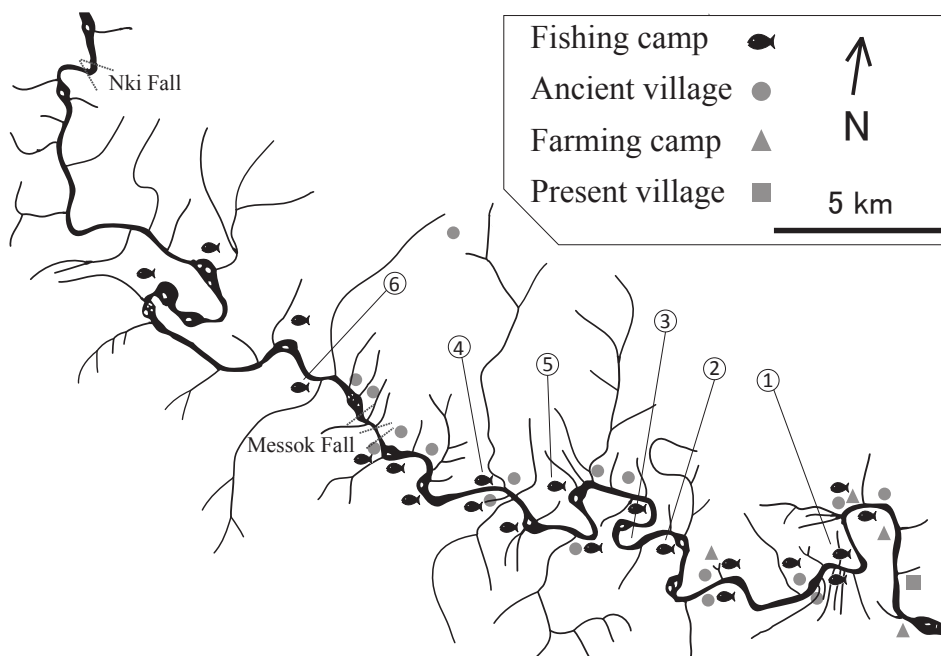 Fishing camp
Ancient village
Farming camp
Present village
N
5 km
Nki Fall
⑥
③
④
⑤
②
①
Messok Fall